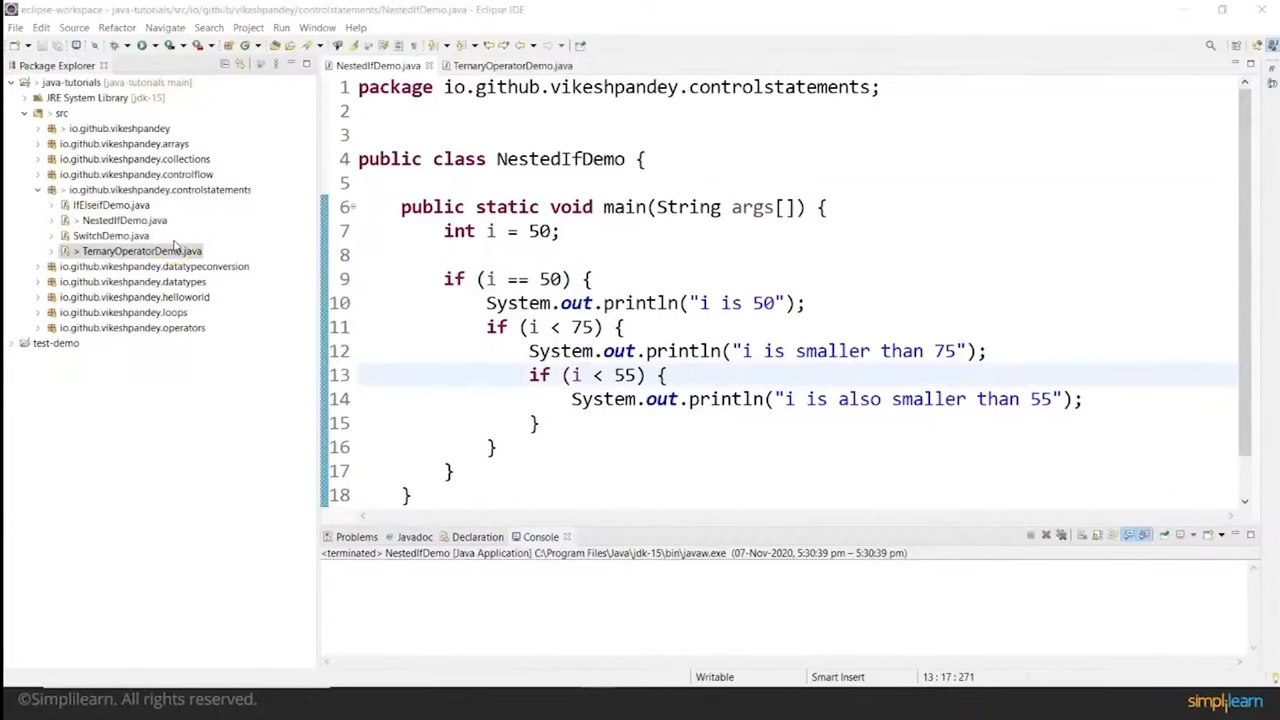 eclipse-workspace - java-tutorials/src/io/github/vikeshpandey/controlstatements/NestedIfDemo.java - Eclipse IDE
File Edit Source Refactor Navigate Search Project Run Window Help
Package Explorer
NestedIfDemo.java
TernaryOperatorDemo.java
java-tutorials [java-tutorials main]
JRE System Library [jdk-15]
src
io.github.vikeshpandey
io.github.vikeshpandey.arrays
io.github.vikeshpandey.collections
io.github.vikeshpandey.controlflow
io.github.vikeshpandey.controlstatements
IfElseifDemo.java
NestedIfDemo.java
SwitchDemo.java
TernaryOperatorDemo.java
io.github.vikeshpandey.datatypeconversion
io.github.vikeshpandey.datatypes
io.github.vikeshpandey.helloworld
io.github.vikeshpandey.loops
io.github.vikeshpandey.operators
test-demo
1 package io.github.vikeshpandey.controlstatements;
2
3
4 public class NestedIfDemo {
5
6 public static void main(String args[]) {
7 int i = 50;
8
9 if (i == 50) {
10 System.out.println("i is 50");
11 if (i < 75) {
12 System.out.println("i is smaller than 75");
13 if (i < 55) {
14 System.out.println("i is also smaller than 55");
15 }
16 }
17 }
18 }
Problems Javadoc Declaration Console
<terminated> NestedIfDemo [Java Application] C:\Program Files\Java\jdk-15\bin\javaw.exe (07-Nov-2020, 5:30:39 pm – 5:30:39 pm)
Writable Smart Insert 13 : 17 : 271
©Simplilearn. All rights reserved.
simplilearn